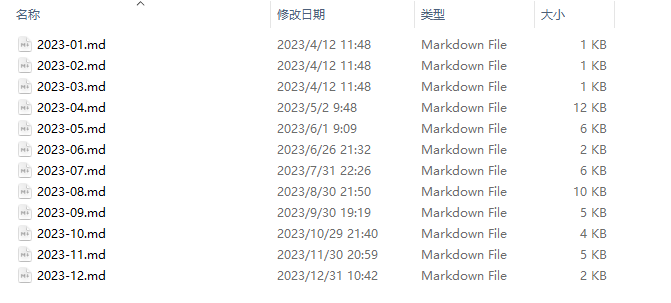 名称 修改日期 类型 大小
2023-01.md 2023/4/12 11:48 Markdown File 1 KB
2023-02.md 2023/4/12 11:48 Markdown File 1 KB
2023-03.md 2023/4/12 11:48 Markdown File 1 KB
2023-04.md 2023/5/2 9:48 Markdown File 12 KB
2023-05.md 2023/6/1 9:09 Markdown File 6 KB
2023-06.md 2023/6/26 21:32 Markdown File 2 KB
2023-07.md 2023/7/31 22:26 Markdown File 6 KB
2023-08.md 2023/8/30 21:50 Markdown File 10 KB
2023-09.md 2023/9/30 19:19 Markdown File 5 KB
2023-10.md 2023/10/29 21:40 Markdown File 4 KB
2023-11.md 2023/11/30 20:59 Markdown File 5 KB
2023-12.md 2023/12/31 10:42 Markdown File 2 KB